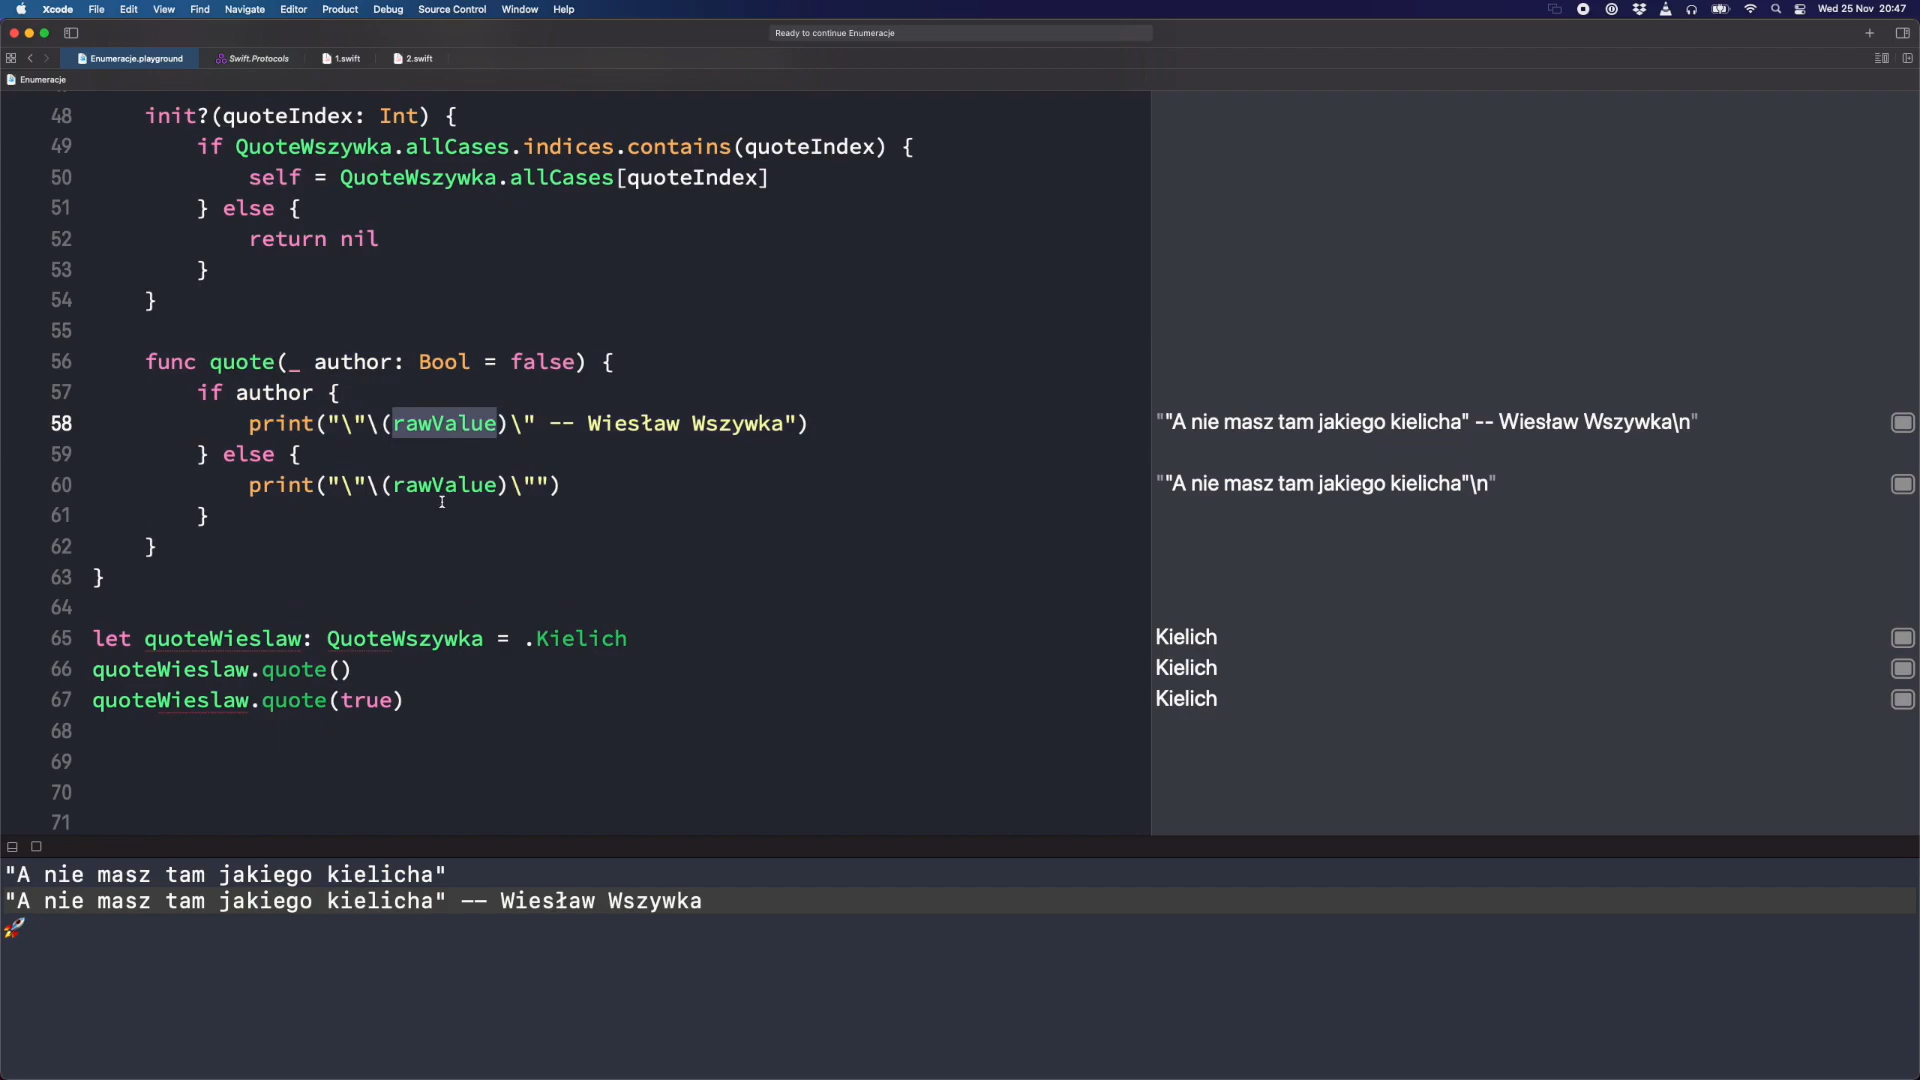 Xcode File Edit View Find Navigate Editor Product Debug Source Control Window Help Wed 25 Nov 20:47
Ready to continue Enumeracje
Enumeracje.playground Swift.Protocols 1.swift 2.swift
Enumeracje
48 init?(quoteIndex: Int) {
49 if QuoteWszywka.allCases.indices.contains(quoteIndex) {
50 self = QuoteWszywka.allCases[quoteIndex]
51 } else {
52 return nil
53 }
54 }
55
56 func quote(_ author: Bool = false) {
57 if author {
58 print("\"\(rawValue)\" -- Wiesław Wszywka") ""A nie masz tam jakiego kielicha" -- Wiesław Wszywka\n"
59 } else {
60 print("\"\(rawValue)\"") ""A nie masz tam jakiego kielicha"\n"
61 }
62 }
63 }
64
65 let quoteWieslaw: QuoteWszywka = .Kielich Kielich
66 quoteWieslaw.quote() Kielich
67 quoteWieslaw.quote(true) Kielich
68
69
70
71
"A nie masz tam jakiego kielicha"
"A nie masz tam jakiego kielicha" -- Wiesław Wszywka
🚀